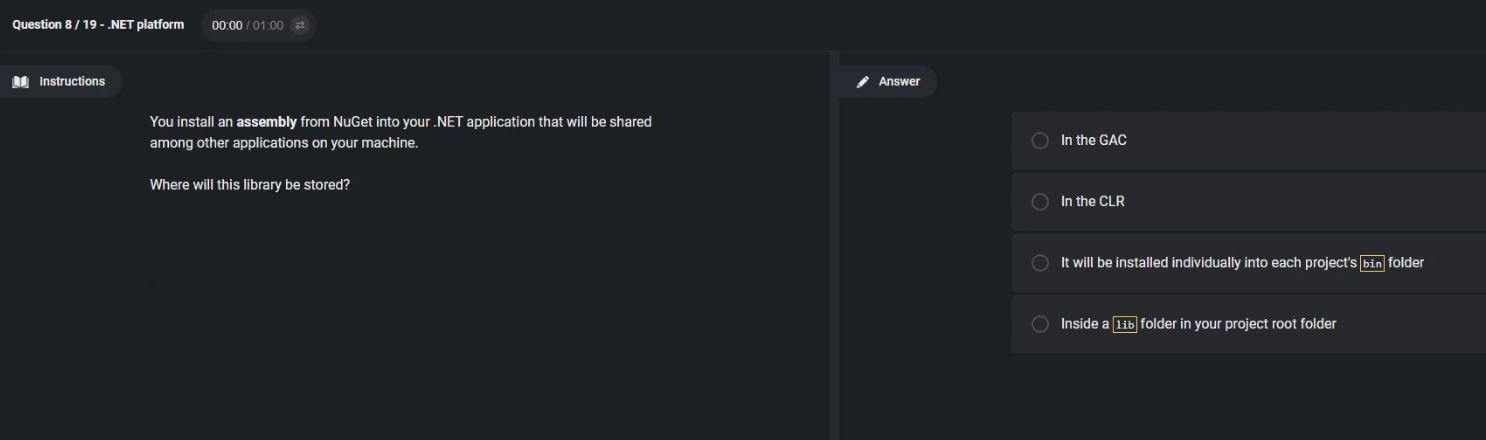 Question 8 / 19 - .NET platform
00:00 / 01:00
Instructions
You install an assembly from NuGet into your .NET application that will be shared
among other applications on your machine.
Where will this library be stored?
Answer
In the GAC
In the CLR
It will be installed individually into each project's bin folder
Inside a lib folder in your project root folder